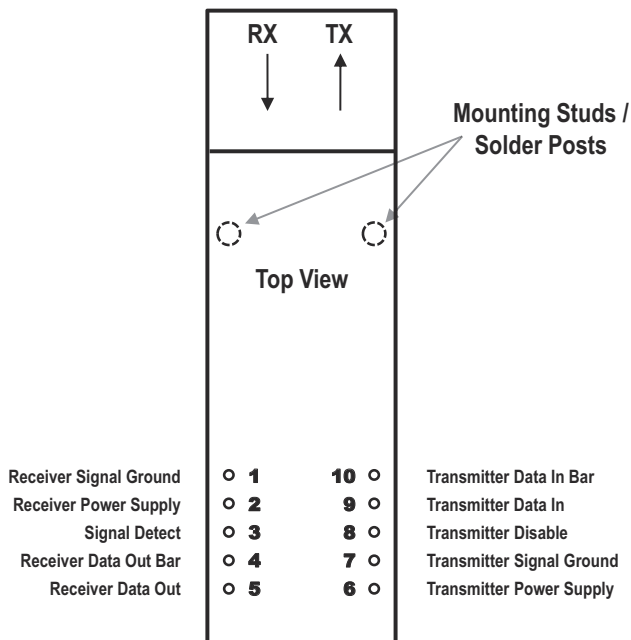 RX TX
Mounting Studs /
Solder Posts
Top View
Receiver Signal Ground 1 10 Transmitter Data In Bar
Receiver Power Supply 2 9 Transmitter Data In
Signal Detect 3 8 Transmitter Disable
Receiver Data Out Bar 4 7 Transmitter Signal Ground
Receiver Data Out 5 6 Transmitter Power Supply